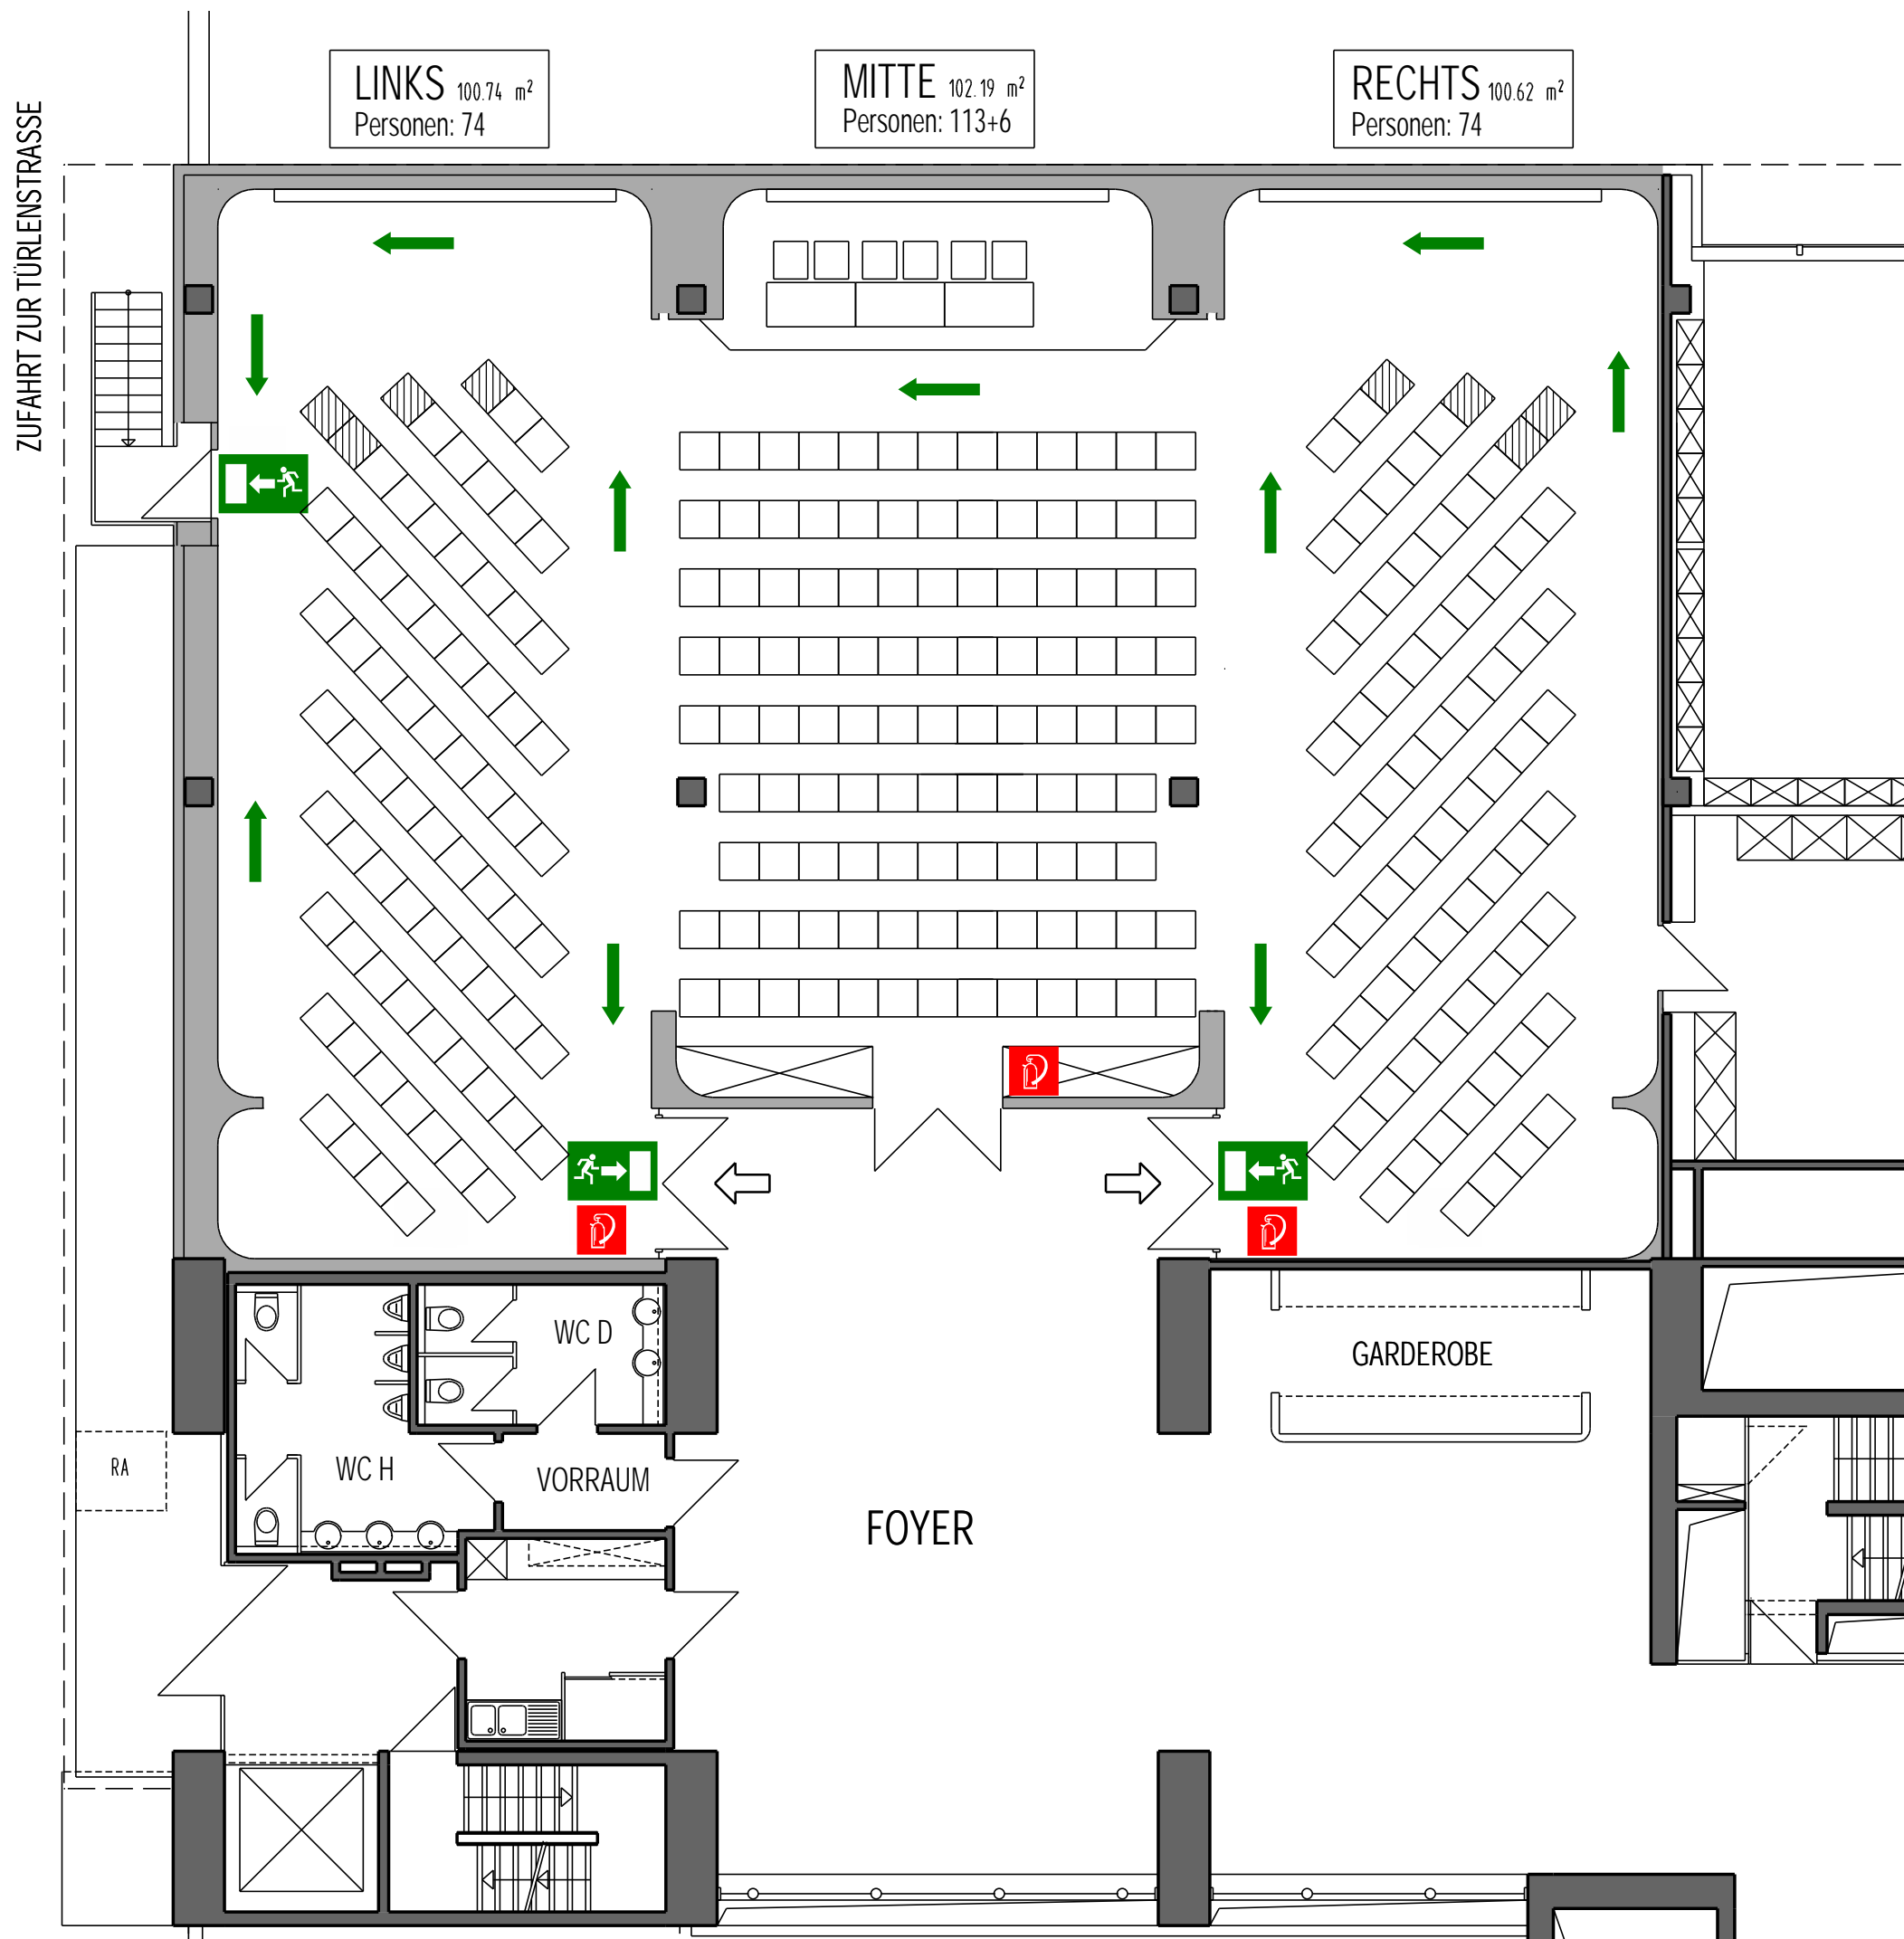 LINKS 100.74 m²
Personen: 74
MITTE 102.19 m²
Personen: 113+6
RECHTS 100.62 m²
Personen: 74
ZUFAHRT ZUR TÜRLENSTRASSE
WC D
GARDEROBE
WC H
VORRAUM
RA
FOYER